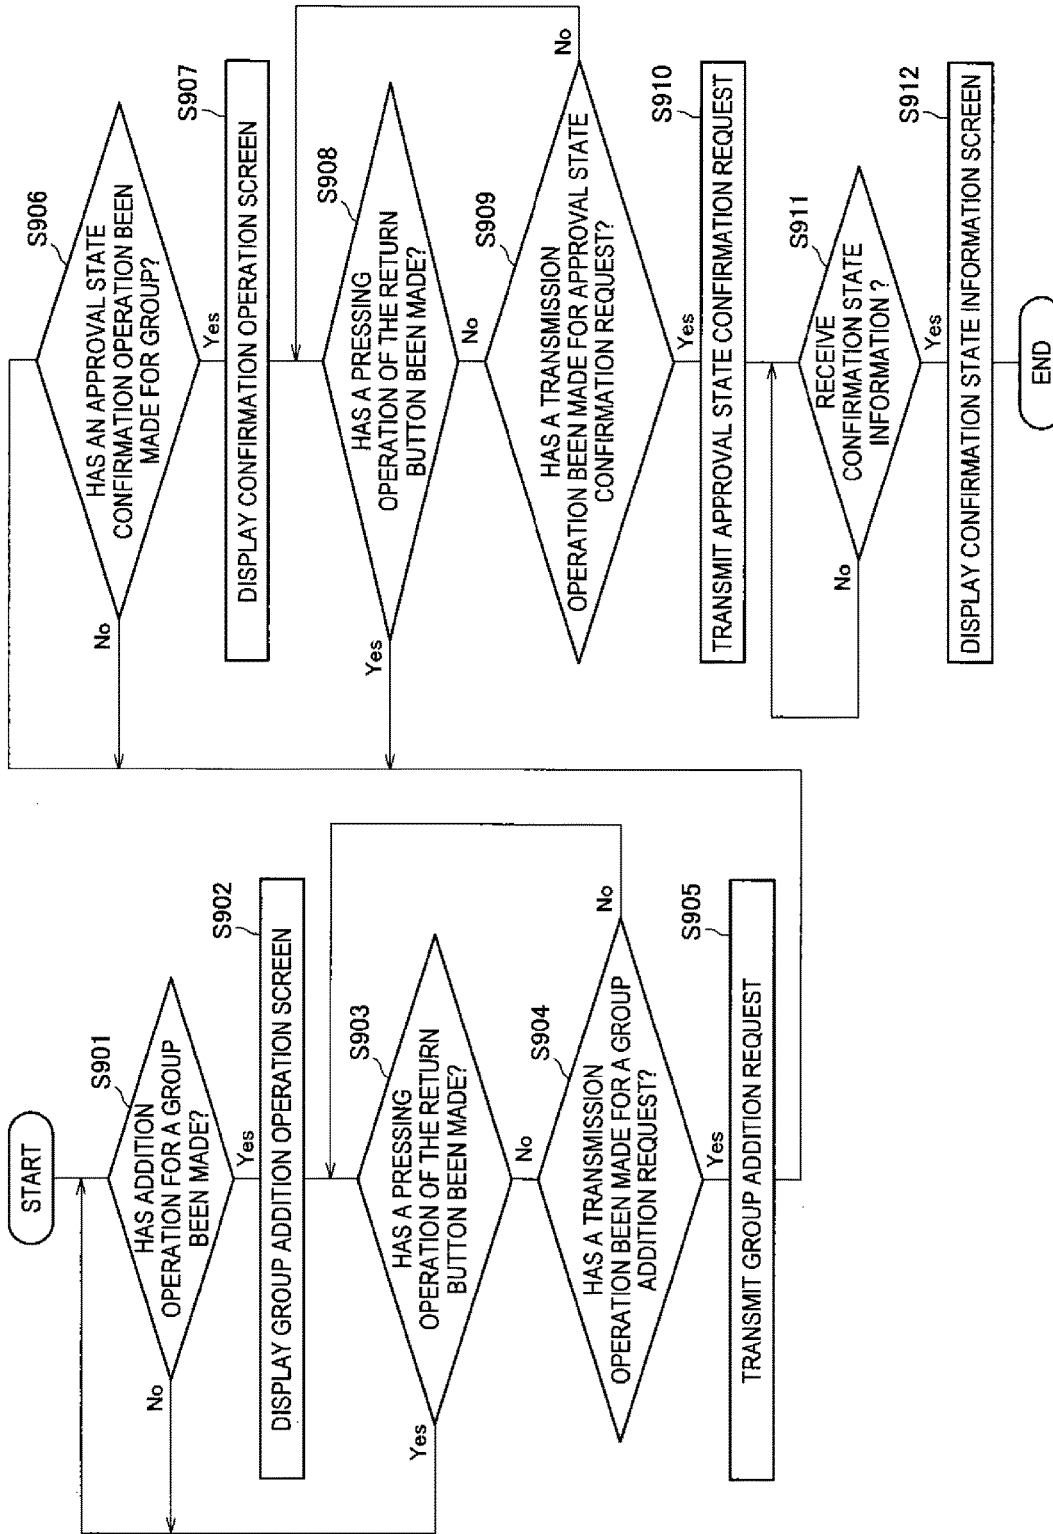 START
S901
HAS ADDITION
OPERATION FOR A GROUP
BEEN MADE?
No
Yes
S902
DISPLAY GROUP ADDITION OPERATION SCREEN
S903
HAS A PRESSING
OPERATION OF THE RETURN
BUTTON BEEN MADE?
Yes
No
S904
HAS A TRANSMISSION
OPERATION BEEN MADE FOR A GROUP
ADDITION REQUEST?
No
Yes
S905
TRANSMIT GROUP ADDITION REQUEST
S906
HAS AN APPROVAL STATE
CONFIRMATION OPERATION BEEN
MADE FOR GROUP?
No
Yes
S907
DISPLAY CONFIRMATION OPERATION SCREEN
S908
HAS A PRESSING
OPERATION OF THE RETURN
BUTTON BEEN MADE?
Yes
No
S909
HAS A TRANSMISSION
OPERATION BEEN MADE FOR APPROVAL STATE
CONFIRMATION REQUEST?
No
Yes
S910
TRANSMIT APPROVAL STATE CONFIRMATION REQUEST
S911
RECEIVE
CONFIRMATION STATE
INFORMATION ?
No
Yes
S912
DISPLAY CONFIRMATION STATE INFORMATION SCREEN
END